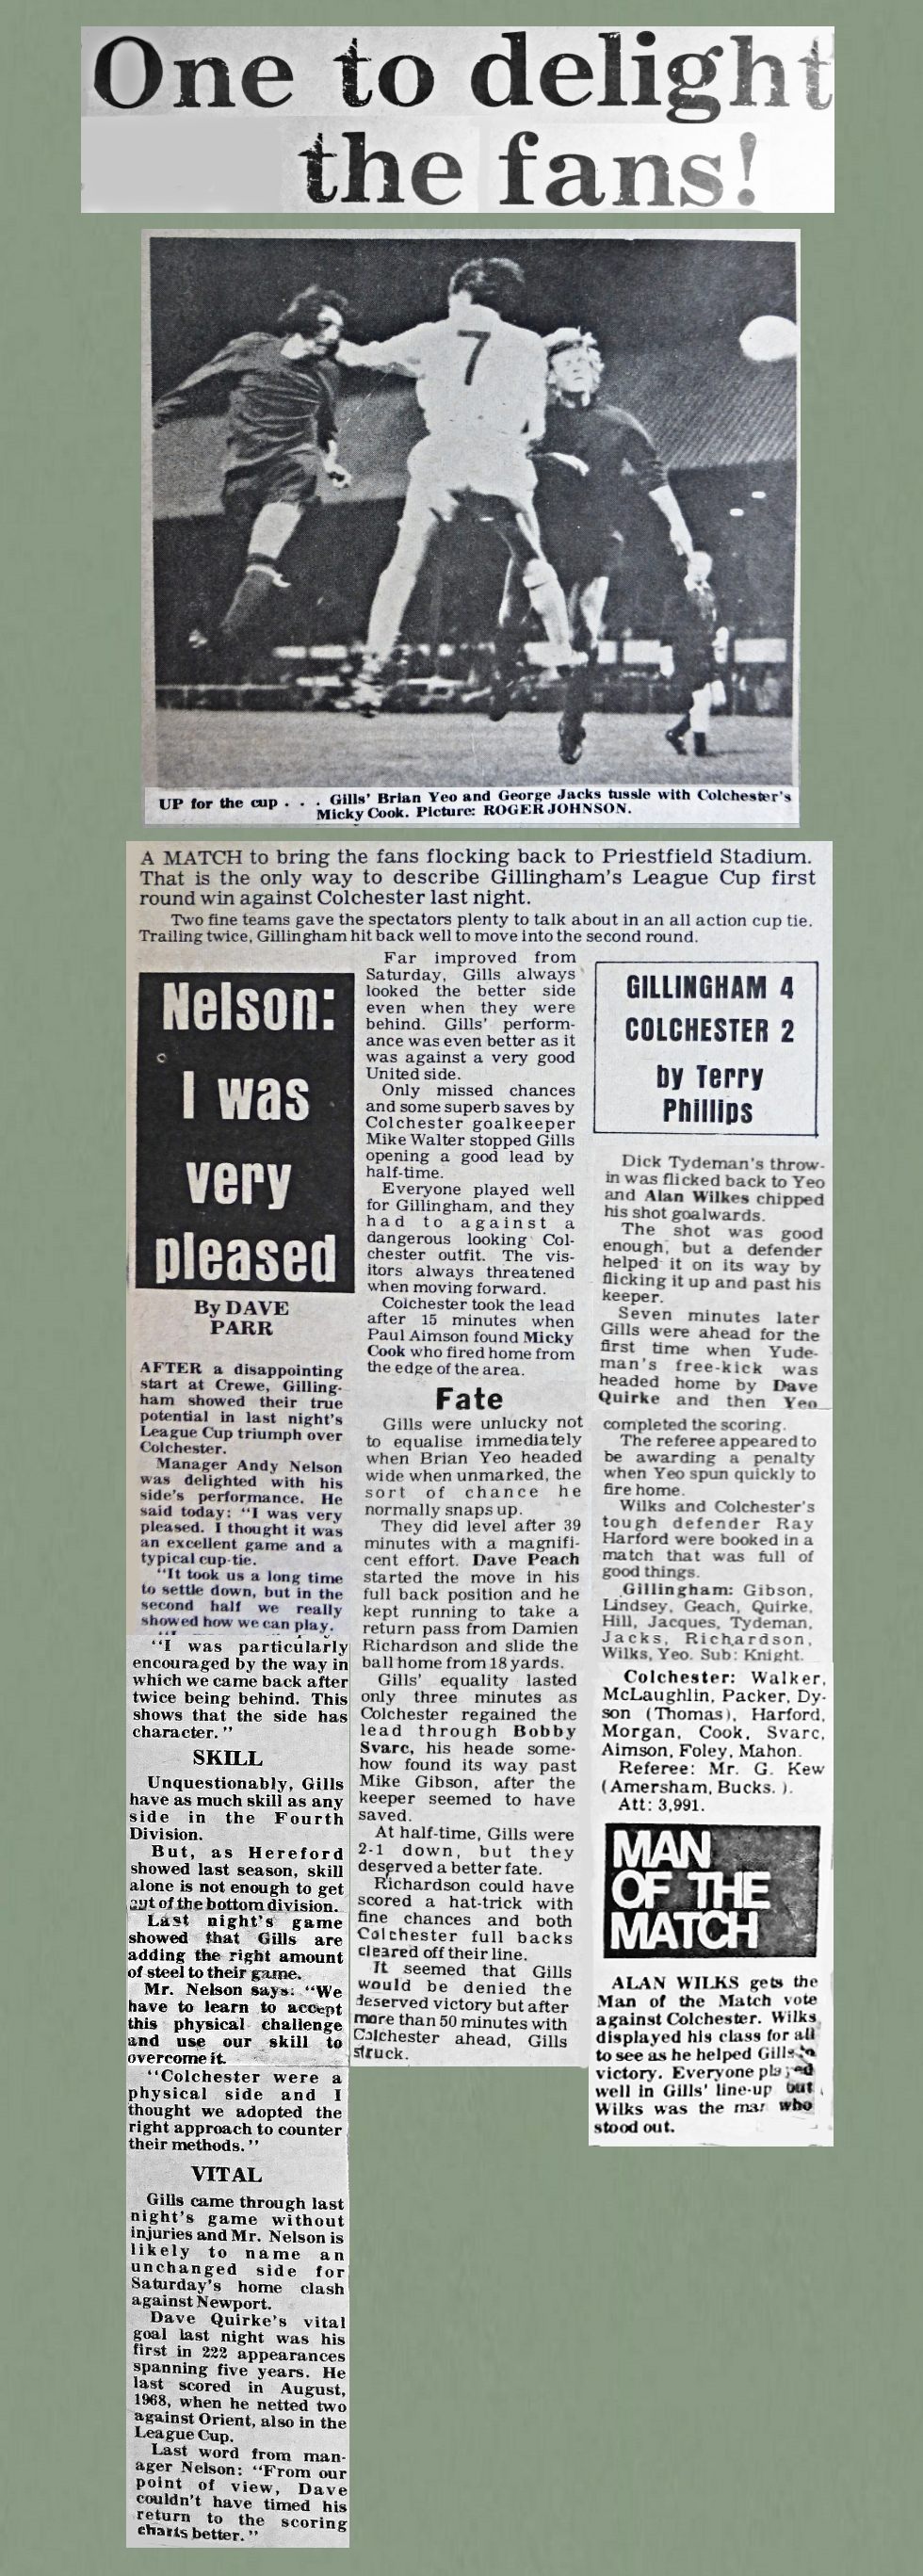 One to delight
the fans!
UP for the cup . . . Gills' Brian Yeo and George Jacks tussle with Colchester's
Micky Cook. Picture: ROGER JOHNSON.
A MATCH to bring the fans flocking back to Priestfield Stadium.
That is the only way to describe Gillingham's League Cup first
round win against Colchester last night.
Two fine teams gave the spectators plenty to talk about in an all action cup tie.
Trailing twice, Gillingham hit back well to move into the second round.
Nelson:
I was
very
pleased
By DAVE
PARR
AFTER a disappointing
start at Crewe, Gilling-
ham showed their true
potential in last night's
League Cup triumph over
Colchester.
Manager Andy Nelson
was delighted with his
side's performance. He
said today: "I was very
pleased. I thought it was
an excellent game and a
typical cup-tie.
"It took us a long time
to settle down, but in the
second half we really
showed how we can play.
"I was particularly
encouraged by the way in
which we came back after
twice being behind. This
shows that the side has
character."
SKILL
Unquestionably, Gills
have as much skill as any
side in the Fourth
Division.
But, as Hereford
showed last season, skill
alone is not enough to get
out of the bottom division.
Last night's game
showed that Gills are
adding the right amount
of steel to their game.
Mr. Nelson says: "We
have to learn to accept
this physical challenge
and use our skill to
overcome it.
"Colchester were a
physical side and I
thought we adopted the
right approach to counter
their methods."
VITAL
Gills came through last
night's game without
injuries and Mr. Nelson is
likely to name an
unchanged side for
Saturday's home clash
against Newport.
Dave Quirke's vital
goal last night was his
first in 222 appearances
spanning five years. He
last scored in August,
1968, when he netted two
against Orient, also in the
League Cup.
Last word from man-
ager Nelson: "From our
point of view, Dave
couldn't have timed his
return to the scoring
charts better."
Far improved from
Saturday, Gills always
looked the better side
even when they were
behind. Gills' perform-
ance was even better as it
was against a very good
United side.
Only missed chances
and some superb saves by
Colchester goalkeeper
Mike Walter stopped Gills
opening a good lead by
half-time.
Everyone played well
for Gillingham, and they
had to against a
dangerous looking Col-
chester outfit. The vis-
itors always threatened
when moving forward.
Colchester took the lead
after 15 minutes when
Paul Aimson found Micky
Cook who fired home from
the edge of the area.
Fate
Gills were unlucky not
to equalise immediately
when Brian Yeo headed
wide when unmarked, the
sort of chance he
normally snaps up.
They did level after 39
minutes with a magnifi-
cent effort. Dave Peach
started the move in his
full back position and he
kept running to take a
return pass from Damien
Richardson and slide the
ball home from 18 yards.
Gills' equality lasted
only three minutes as
Colchester regained the
lead through Bobby
Svarc, his heade some-
how found its way past
Mike Gibson, after the
keeper seemed to have
saved.
At half-time, Gills were
2-1 down, but they
deserved a better fate.
Richardson could have
scored a hat-trick with
fine chances and both
Colchester full backs
cleared off their line.
It seemed that Gills
would be denied the
deserved victory but after
more than 50 minutes with
Colchester ahead, Gills
struck.
GILLINGHAM 4
COLCHESTER 2
by Terry
Phillips
Dick Tydeman's throw-
in was flicked back to Yeo
and Alan Wilkes chipped
his shot goalwards.
The shot was good
enough, but a defender
helped it on its way by
flicking it up and past his
keeper.
Seven minutes later
Gills were ahead for the
first time when Yude-
man's free-kick was
headed home by Dave
Quirke and then Yeo
completed the scoring.
The referee appeared to
be awarding a penalty
when Yeo spun quickly to
fire home.
Wilks and Colchester's
tough defender Ray
Harford were booked in a
match that was full of
good things.
Gillingham: Gibson,
Lindsey, Geach, Quirke,
Hill, Jacques, Tydeman,
Jacks, Richardson,
Wilks, Yeo. Sub: Knight.
Colchester: Walker,
McLaughlin, Packer, Dy-
son (Thomas), Harford,
Morgan, Cook, Svarc,
Aimson, Foley, Mahon.
Referee: Mr. G. Kew
(Amersham, Bucks. ).
Att: 3,991.
MAN
OF THE
MATCH
ALAN WILKS gets the
Man of the Match vote
against Colchester. Wilks
displayed his class for all
to see as he helped Gills to
victory. Everyone played
well in Gills' line-up but
Wilks was the man who
stood out.
7